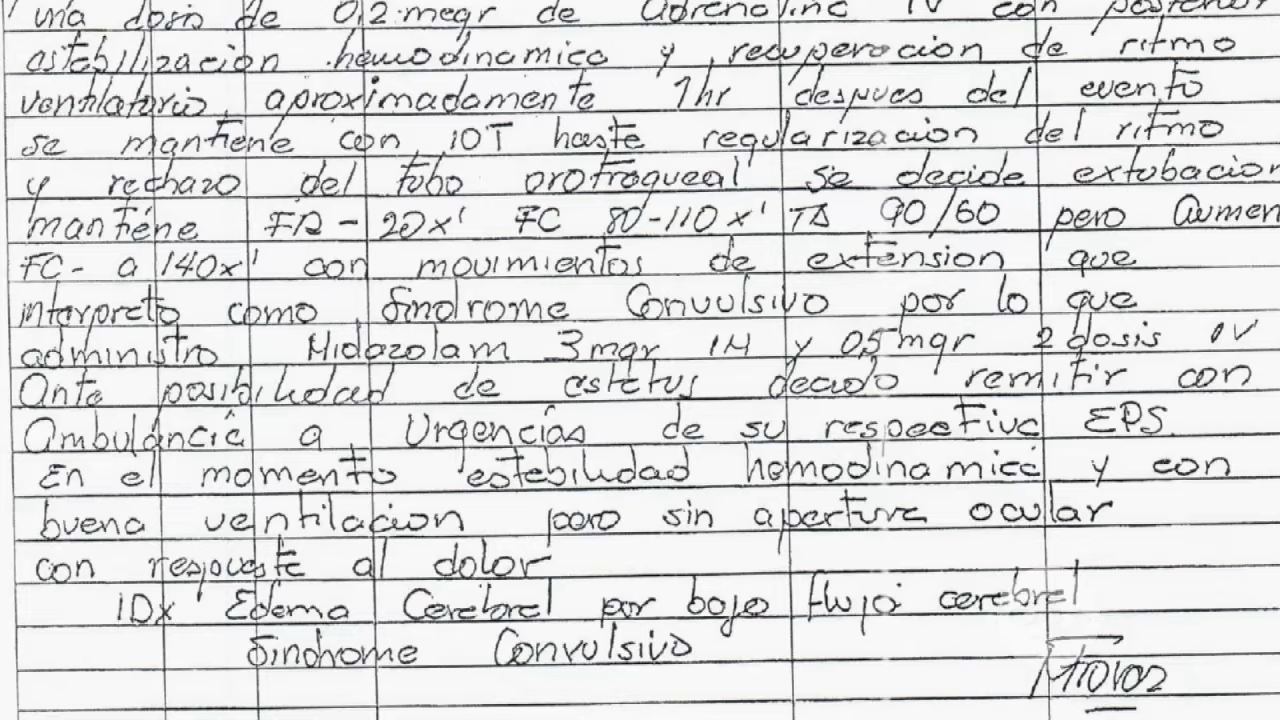 una dosis de 0,2 megr de Adrenalina IV con posterior
estabilización hemodinamica y recuperacion de ritmo
ventilatorio, aproximadamente 1hr despues del evento
se mantiene con IOT haste regularizacion del ritmo
y rechazo del tubo orotraqueal se decide extubacion
mantiene FR - 20x' FC 80-110 x' TA 90/60 pero Aumen
FC- a 140x' con movimientos de extension que
interpreto como Sindrome Convulsivo por lo que
administro Midazolam 3mgr IM y 0,5 mgr 2 dosis IV
Ante posibilidad de estatus decido remitir con
Ambulancia a Urgencias de su respectiva EPS.
En el momento estabilidad hemodinamica y con
buena ventilacion pero sin apertura ocular
con respuesta al dolor
IDx Edema Cerebral por bajo flujo cerebral
Sindrome Convulsivo